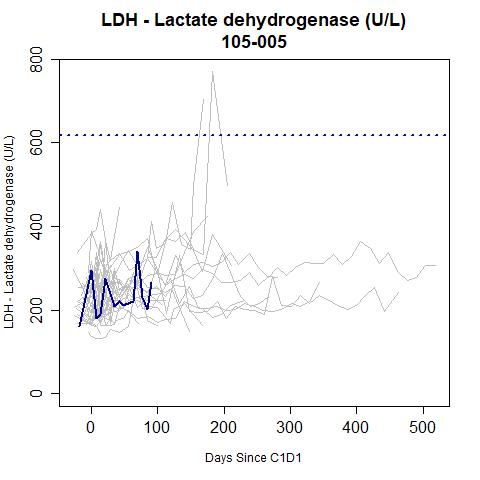 LDH - Lactate dehydrogenase (U/L)
105-005
LDH - Lactate dehydrogenase (U/L)
800
600
400
200
0
0 100 200 300 400 500
Days Since C1D1